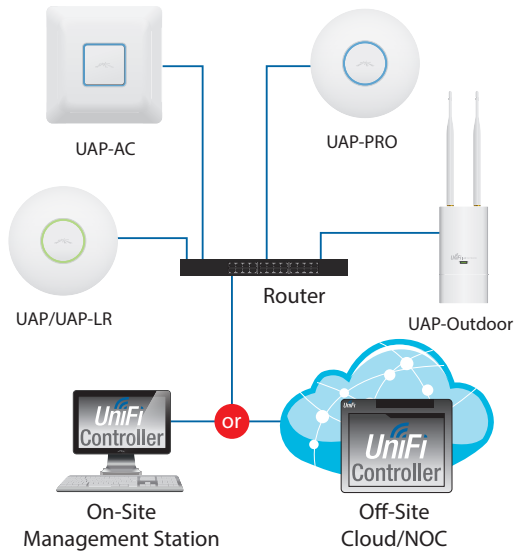 UAP-AC
UAP-PRO
UAP/UAP-LR
Router
UniFi
UAP-Outdoor
UniFi
Controller
or
UniFi
UniFi
Controller
On-Site
Management Station
Off-Site
Cloud/NOC